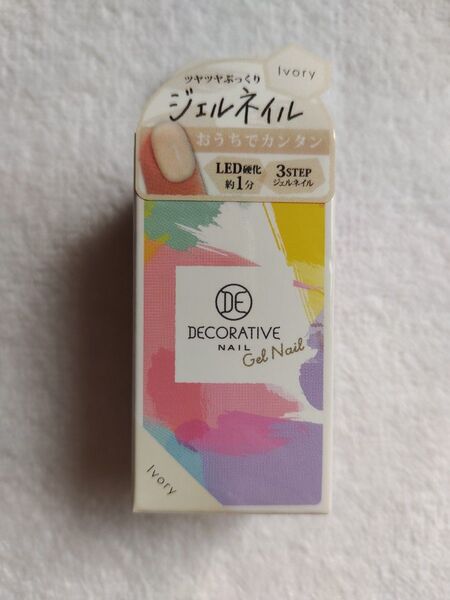 Ivory
ツヤツヤぷっくり
ジェルネイル
おうちでカンタン
LED硬化
約1分
3STEP
ジェルネイル
DE
DECORATIVE
NAIL
Gel Nail
Ivory